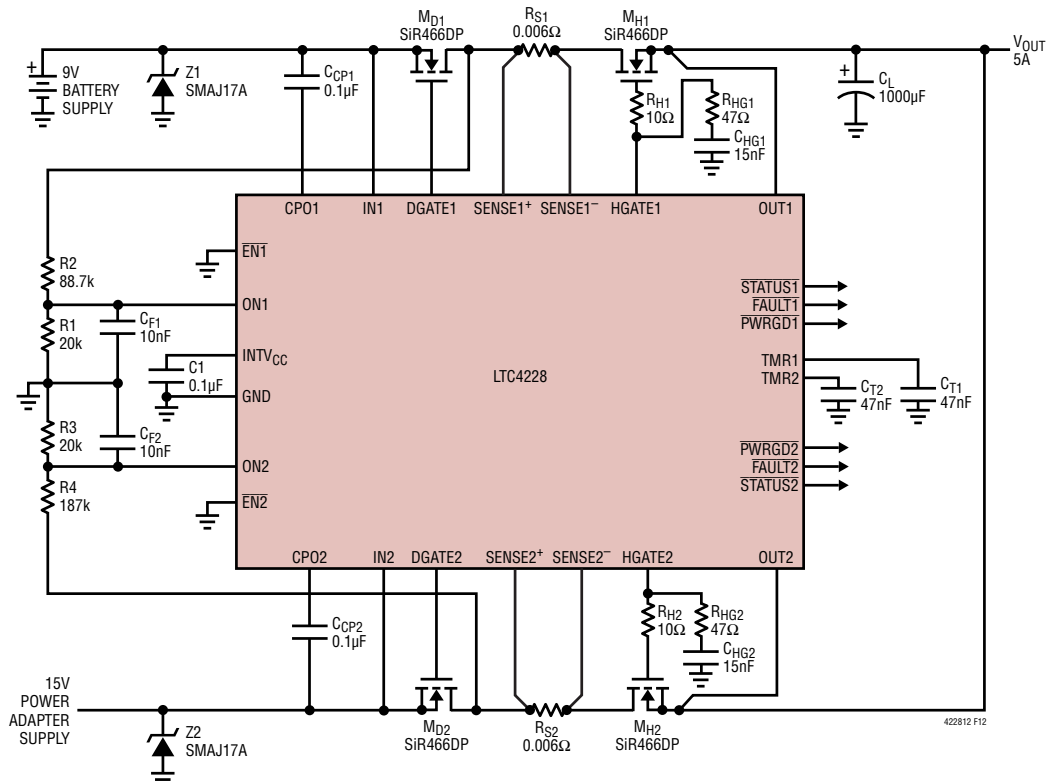 MD1
SiR466DP
RS1
0.006Ω
MH1
SiR466DP
VOUT
5A
+
9V
BATTERY
SUPPLY
Z1
SMAJ17A
CCP1
0.1µF
RH1
10Ω
RHG1
47Ω
CHG1
15nF
+
CL
1000µF
CPO1 IN1 DGATE1 SENSE1+ SENSE1− HGATE1 OUT1
EN1
R2
88.7k
ON1
R1
20k
CF1
10nF
INTVCC
C1
0.1µF
GND
R3
20k
CF2
10nF
ON2
R4
187k
EN2
LTC4228
STATUS1
FAULT1
PWRGD1
TMR1
TMR2
CT2
47nF
CT1
47nF
PWRGD2
FAULT2
STATUS2
CPO2 IN2 DGATE2 SENSE2+ SENSE2− HGATE2 OUT2
CCP2
0.1µF
RH2
10Ω
RHG2
47Ω
CHG2
15nF
15V
POWER
ADAPTER
SUPPLY
Z2
SMAJ17A
MD2
SiR466DP
RS2
0.006Ω
MH2
SiR466DP
422812 F12